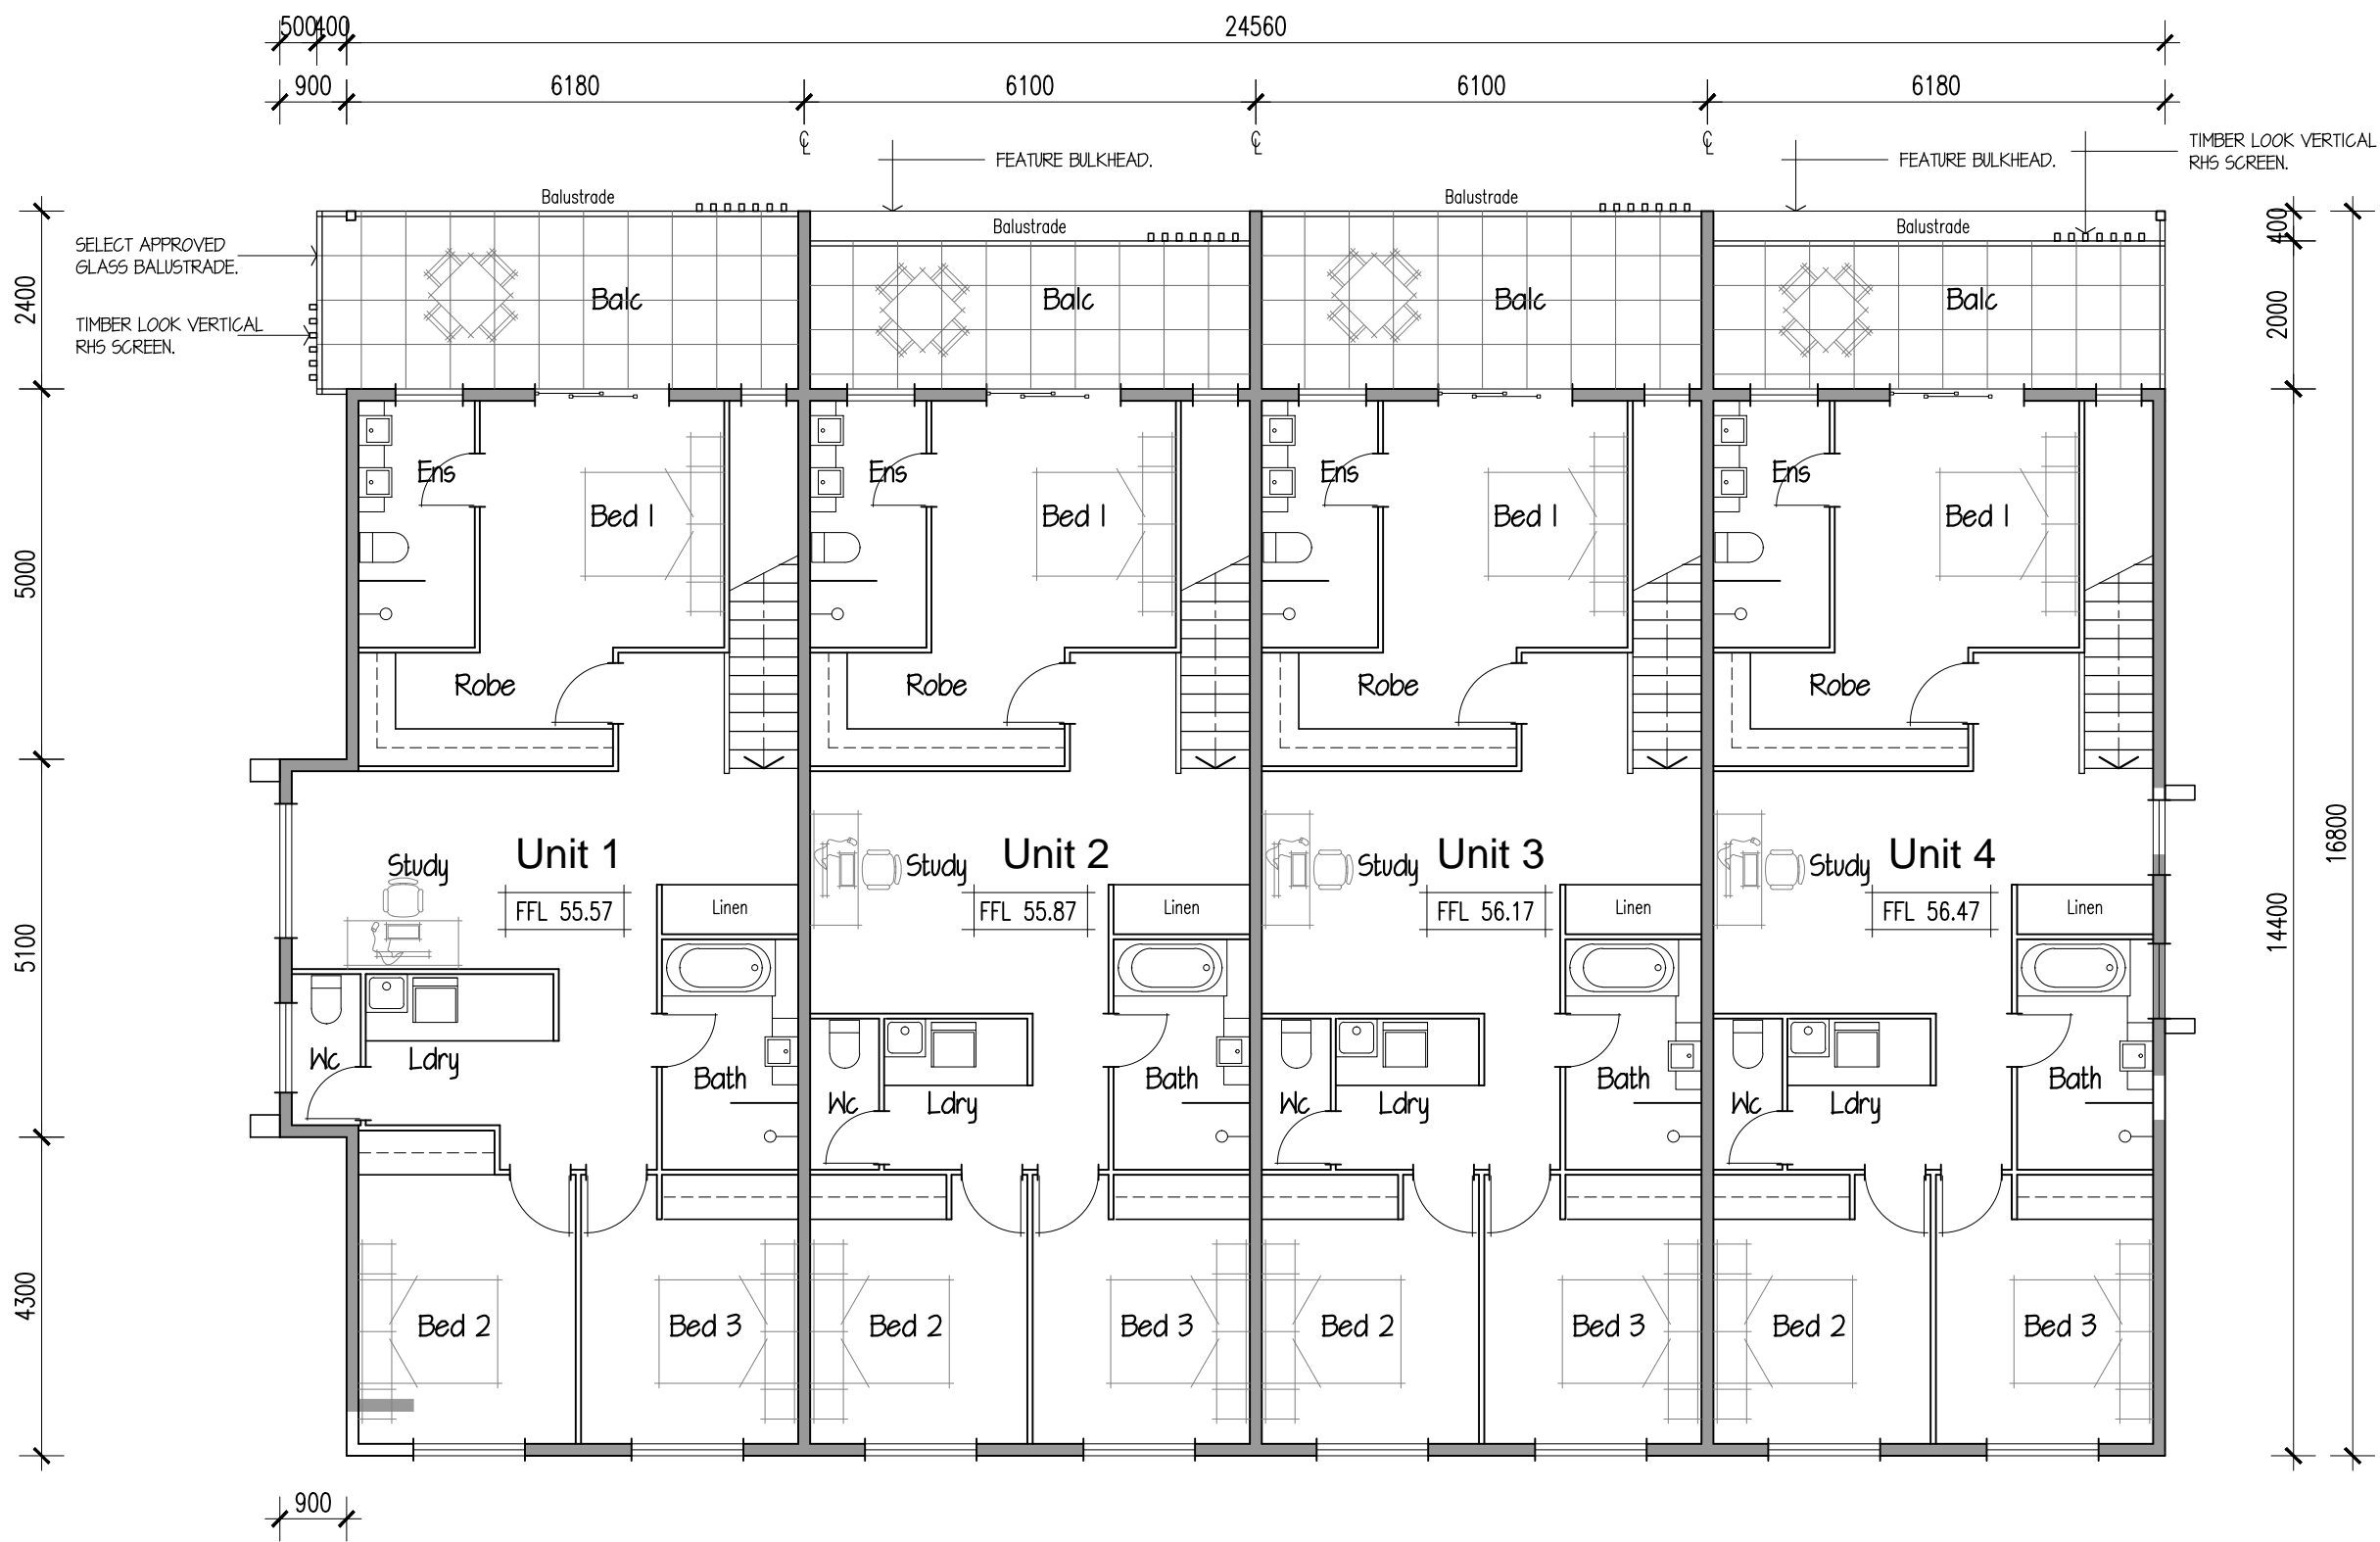 500
400
24560
900
6180
6100
6100
6180
FEATURE BULKHEAD.
FEATURE BULKHEAD.
TIMBER LOOK VERTICAL
RHS SCREEN.
Balustrade
Balustrade
Balustrade
Balustrade
SELECT APPROVED
GLASS BALUSTRADE.
TIMBER LOOK VERTICAL
RHS SCREEN.
2400
Balc
Balc
Balc
Balc
400
2000
Ens
Bed 1
Ens
Bed 1
Ens
Bed 1
Ens
Bed 1
5000
Robe
Robe
Robe
Robe
Study
Unit 1
FFL 55.57
Linen
Study
Unit 2
FFL 55.87
Linen
Study
Unit 3
FFL 56.17
Linen
Study
Unit 4
FFL 56.47
Linen
16800
14400
5100
Wc
Ldry
Bath
Wc
Ldry
Bath
Wc
Ldry
Bath
Wc
Ldry
Bath
4300
Bed 2
Bed 3
Bed 2
Bed 3
Bed 2
Bed 3
Bed 2
Bed 3
900